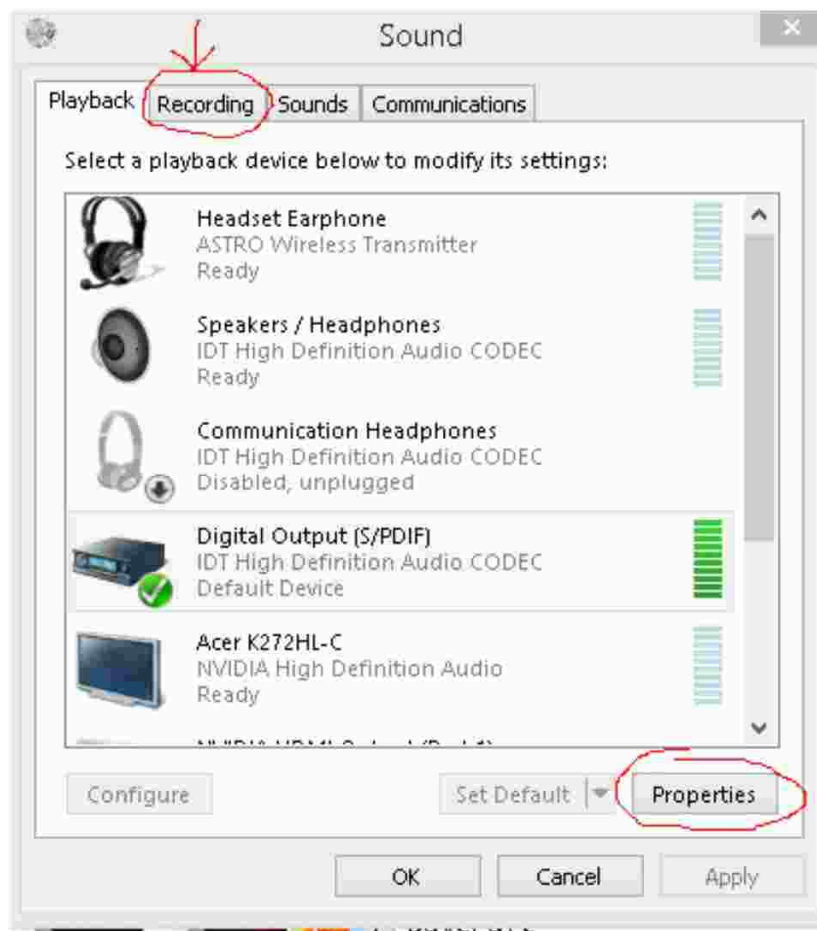 Sound
Playback Recording Sounds Communications
Select a playback device below to modify its settings:
Headset Earphone
ASTRO Wireless Transmitter
Ready
Speakers / Headphones
IDT High Definition Audio CODEC
Ready
Communication Headphones
IDT High Definition Audio CODEC
Disabled, unplugged
Digital Output (S/PDIF)
IDT High Definition Audio CODEC
Default Device
Acer K272HL-C
NVIDIA High Definition Audio
Ready
Configure Set Default Properties
OK Cancel Apply